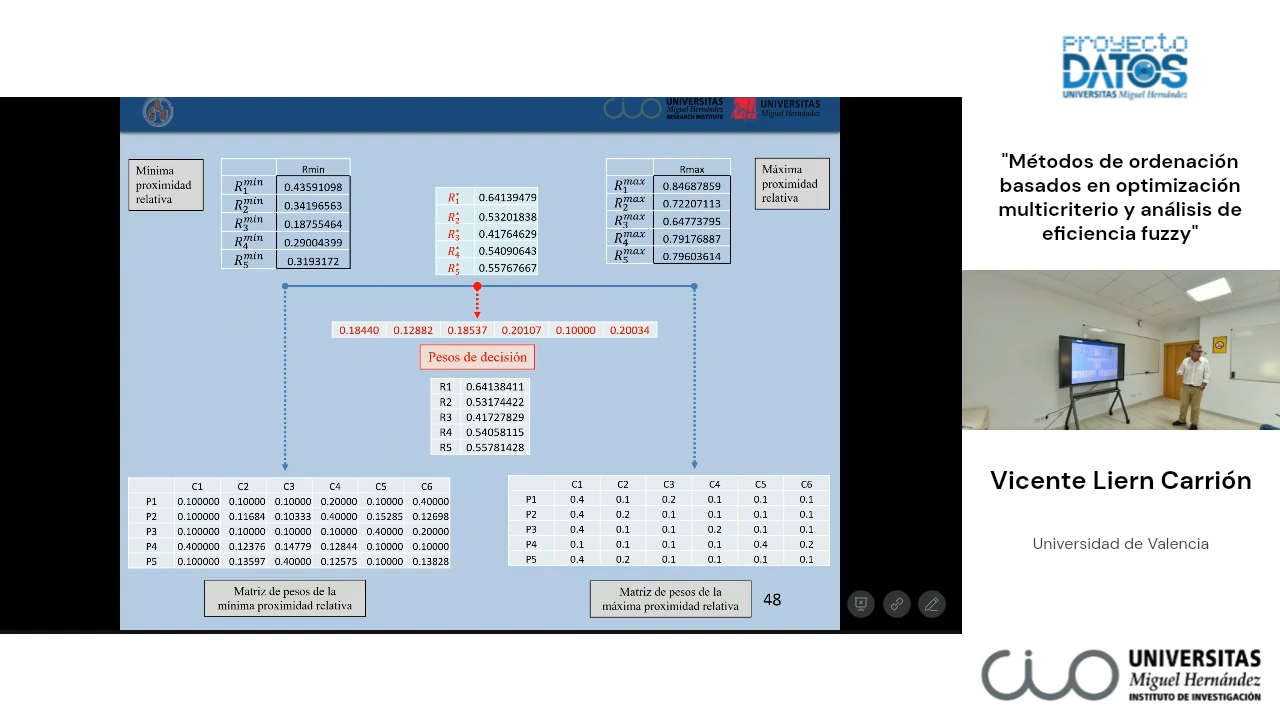 PROYECTO
DATOS
UNIVERSITAS Miguel Hernández
"Métodos de ordenación
basados en optimización
multicriterio y análisis de
eficiencia fuzzy"
Vicente Liern Carrión
Universidad de Valencia
CIO UNIVERSITAS
Miguel Hernández
INSTITUTO DE INVESTIGACIÓN
UNIVERSITAS
Miguel Hernández
RESEARCH INSTITUTE
UNIVERSITAS
Miguel Hernández
Mínima
proximidad
relativa
Rmin
R1min 0.43591098
R2min 0.34196563
R3min 0.18755464
R4min 0.29004399
R5min 0.3193172
R1* 0.64139479
R2* 0.53201838
R3* 0.41764629
R4* 0.54090643
R5* 0.55767667
Rmax
R1max 0.84687859
R2max 0.72207113
R3max 0.64773795
R4max 0.79176887
R5max 0.79603614
Máxima
proximidad
relativa
0.18440 0.12882 0.18537 0.20107 0.10000 0.20034
Pesos de decisión
R1 0.64138411
R2 0.53174422
R3 0.41727829
R4 0.54058115
R5 0.55781428
C1 C2 C3 C4 C5 C6
P1 0.100000 0.10000 0.10000 0.20000 0.10000 0.40000
P2 0.100000 0.11684 0.10333 0.40000 0.15285 0.12698
P3 0.100000 0.10000 0.10000 0.10000 0.40000 0.20000
P4 0.400000 0.12376 0.14779 0.12844 0.10000 0.10000
P5 0.100000 0.13597 0.40000 0.12575 0.10000 0.13828
Matriz de pesos de la
mínima proximidad relativa
C1 C2 C3 C4 C5 C6
P1 0.4 0.1 0.2 0.1 0.1 0.1
P2 0.4 0.2 0.1 0.1 0.1 0.1
P3 0.4 0.1 0.1 0.2 0.1 0.1
P4 0.1 0.1 0.1 0.1 0.4 0.2
P5 0.4 0.2 0.1 0.1 0.1 0.1
Matriz de pesos de la
máxima proximidad relativa
48